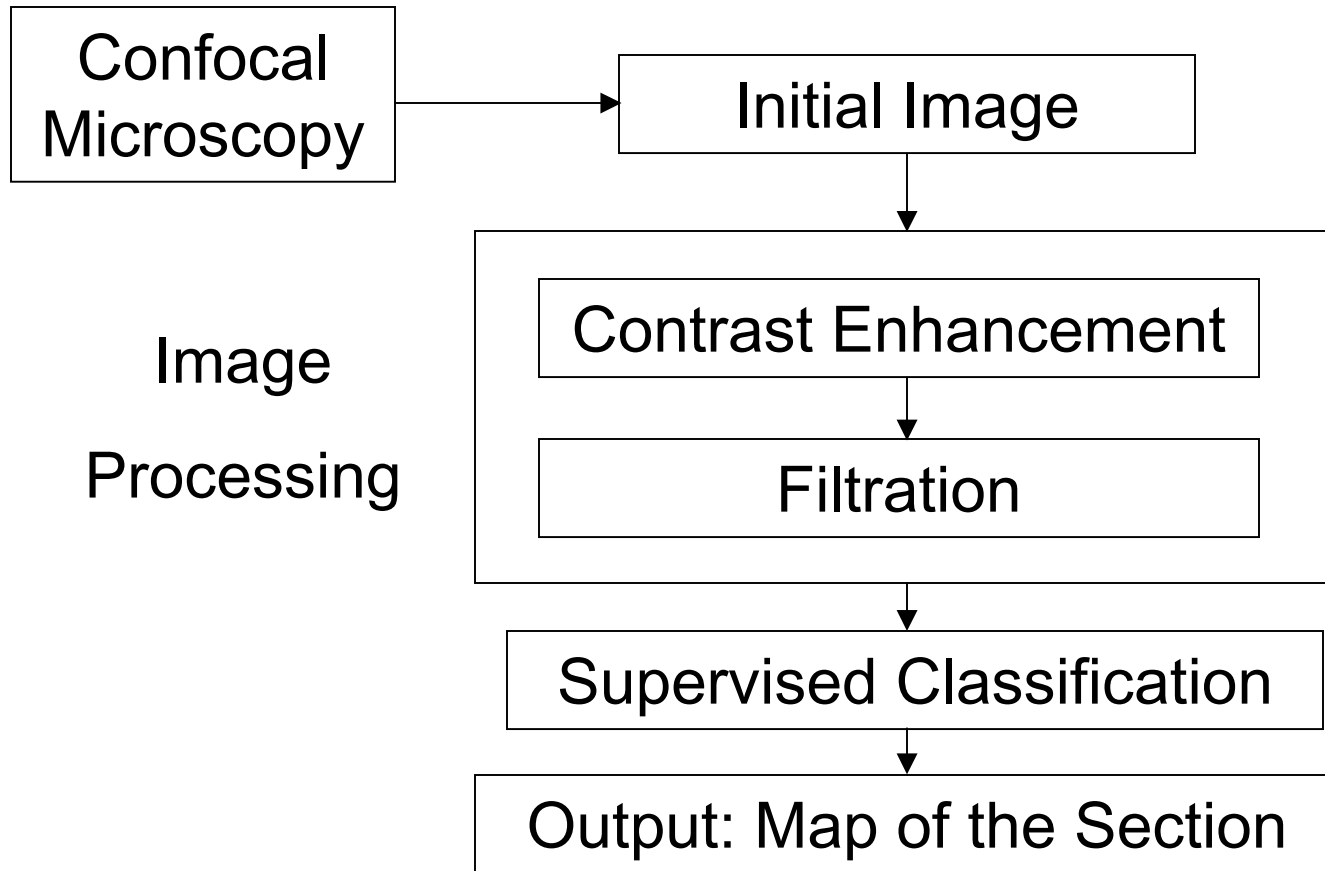 Confocal
Microscopy
Initial Image
Image
Processing
Contrast Enhancement
Filtration
Supervised Classification
Output: Map of the Section